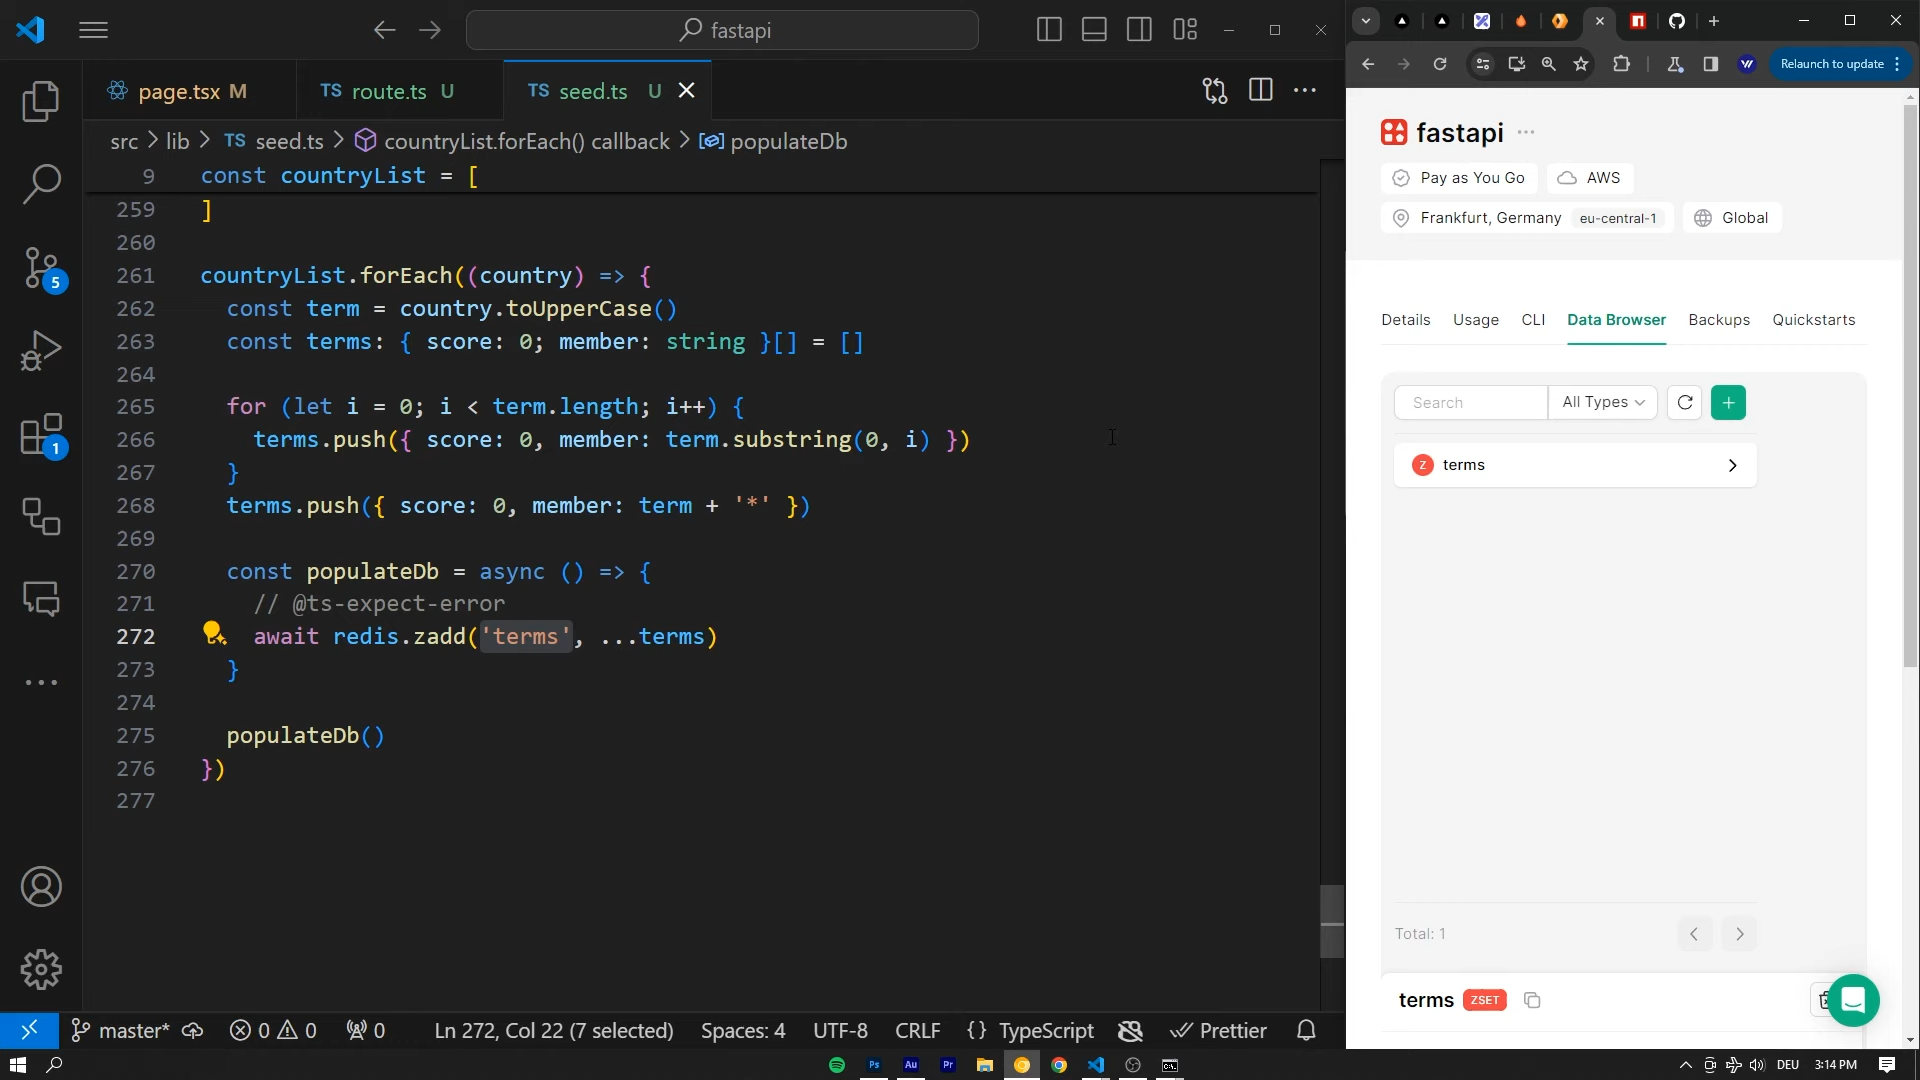 fastapi
page.tsx M
TS route.ts U
TS seed.ts U
src > lib > TS seed.ts > countryList.forEach() callback > populateDb
9 const countryList = [
259 ]
260
261 countryList.forEach((country) => {
262 const term = country.toUpperCase()
263 const terms: { score: 0; member: string }[] = []
264
265 for (let i = 0; i < term.length; i++) {
266 terms.push({ score: 0, member: term.substring(0, i) })
267 }
268 terms.push({ score: 0, member: term + '*' })
269
270 const populateDb = async () => {
271 // @ts-expect-error
272 await redis.zadd('terms', ...terms)
273 }
274
275 populateDb()
276 })
277
5
1
master* 0 0 0 Ln 272, Col 22 (7 selected) Spaces: 4 UTF-8 CRLF {} TypeScript Prettier
Relaunch to update
fastapi
Pay as You Go
AWS
Frankfurt, Germany eu-central-1
Global
Details Usage CLI Data Browser Backups Quickstarts
Search
All Types
Z terms
Total: 1
terms ZSET
Ps Au Pr
DEU 3:14 PM